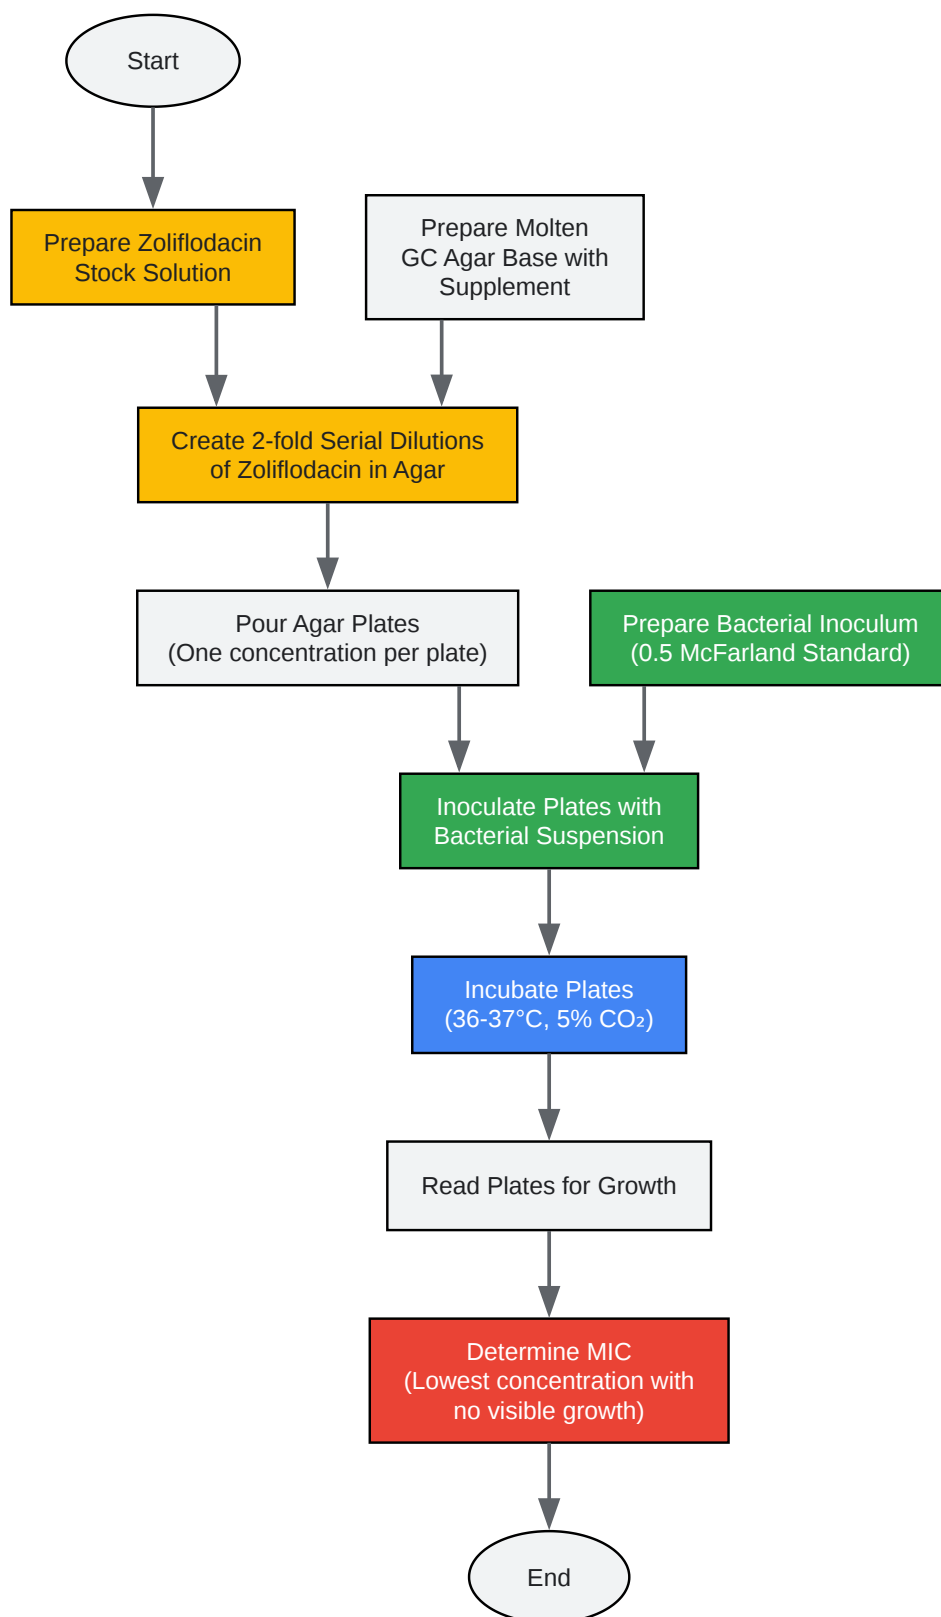 Start
Prepare Zoliflodacin
Stock Solution
Prepare Molten
GC Agar Base with
Supplement
Create 2-fold Serial Dilutions
of Zoliflodacin in Agar
Pour Agar Plates
(One concentration per plate)
Prepare Bacterial Inoculum
(0.5 McFarland Standard)
Inoculate Plates with
Bacterial Suspension
Incubate Plates
(36-37°C, 5% CO₂)
Read Plates for Growth
Determine MIC
(Lowest concentration with
no visible growth)
End